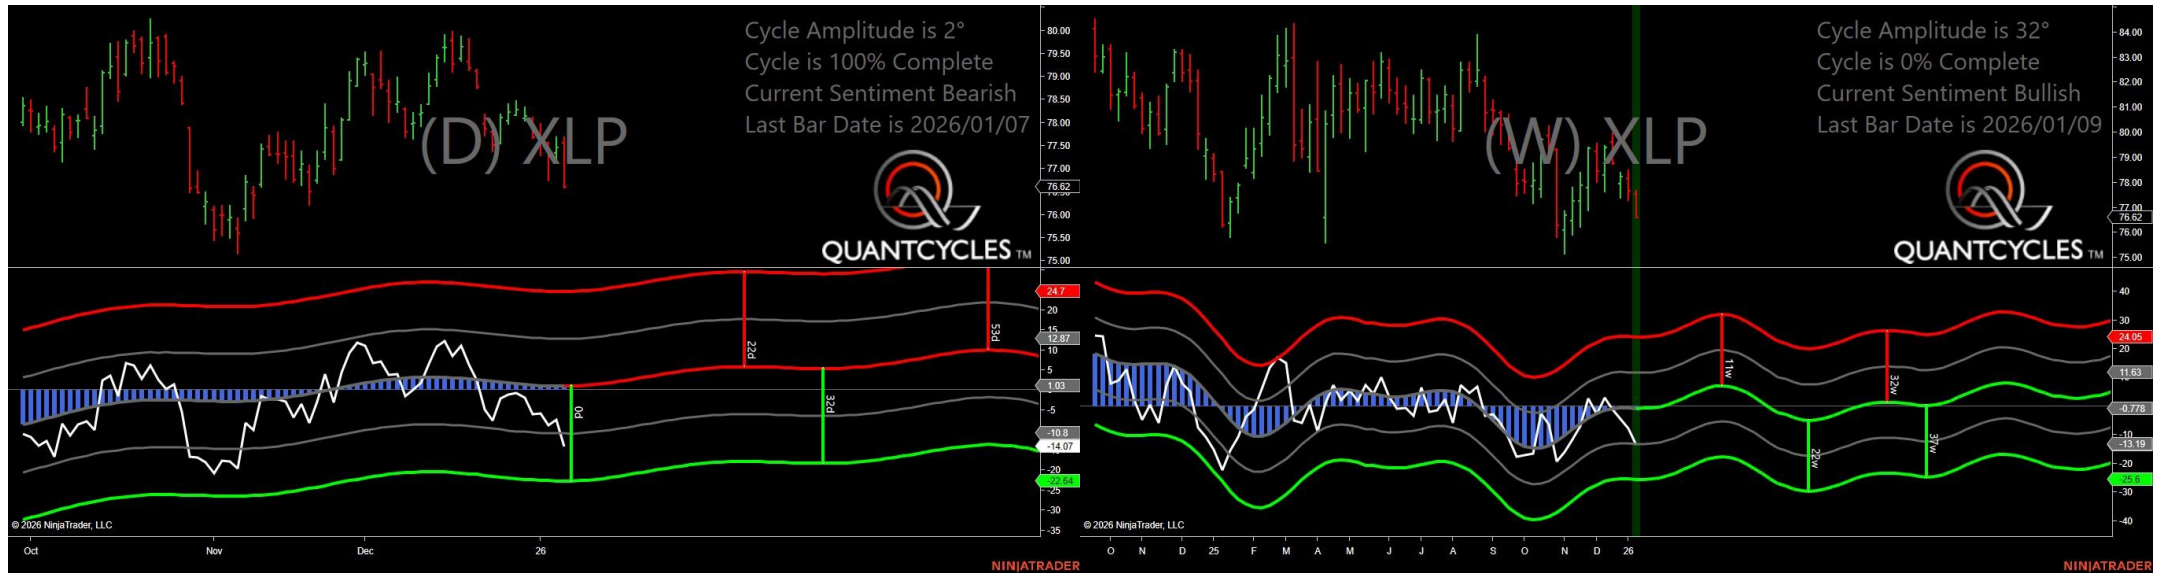 Cycle Amplitude is 2°
Cycle is 100% Complete
Current Sentiment Bearish
Last Bar Date is 2026/01/07
(D) XLP
QUANTCYCLES TM
80.00
79.50
79.00
78.50
78.00
77.50
77.00
76.62
76.00
75.50
75.00
24.7
20
15
12.87
10
5
1.03
-5
-10.8
-14.07
-20
-22.64
-25
-30
-35
0d
22d
32d
53d
© 2026 NinjaTrader, LLC
Oct
Nov
Dec
26
NINJATRADER
Cycle Amplitude is 32°
Cycle is 0% Complete
Current Sentiment Bullish
Last Bar Date is 2026/01/09
(W) XLP
QUANTCYCLES TM
84.00
83.00
82.00
81.00
80.00
79.00
78.00
77.00
76.62
76.00
75.00
40
30
24.05
20
11.63
-0.778
-10
-13.19
-20
-25.6
-30
-40
11w
22w
32w
37w
© 2026 NinjaTrader, LLC
O
N
D
25
F
M
A
M
J
J
A
S
O
N
D
26
NINJATRADER